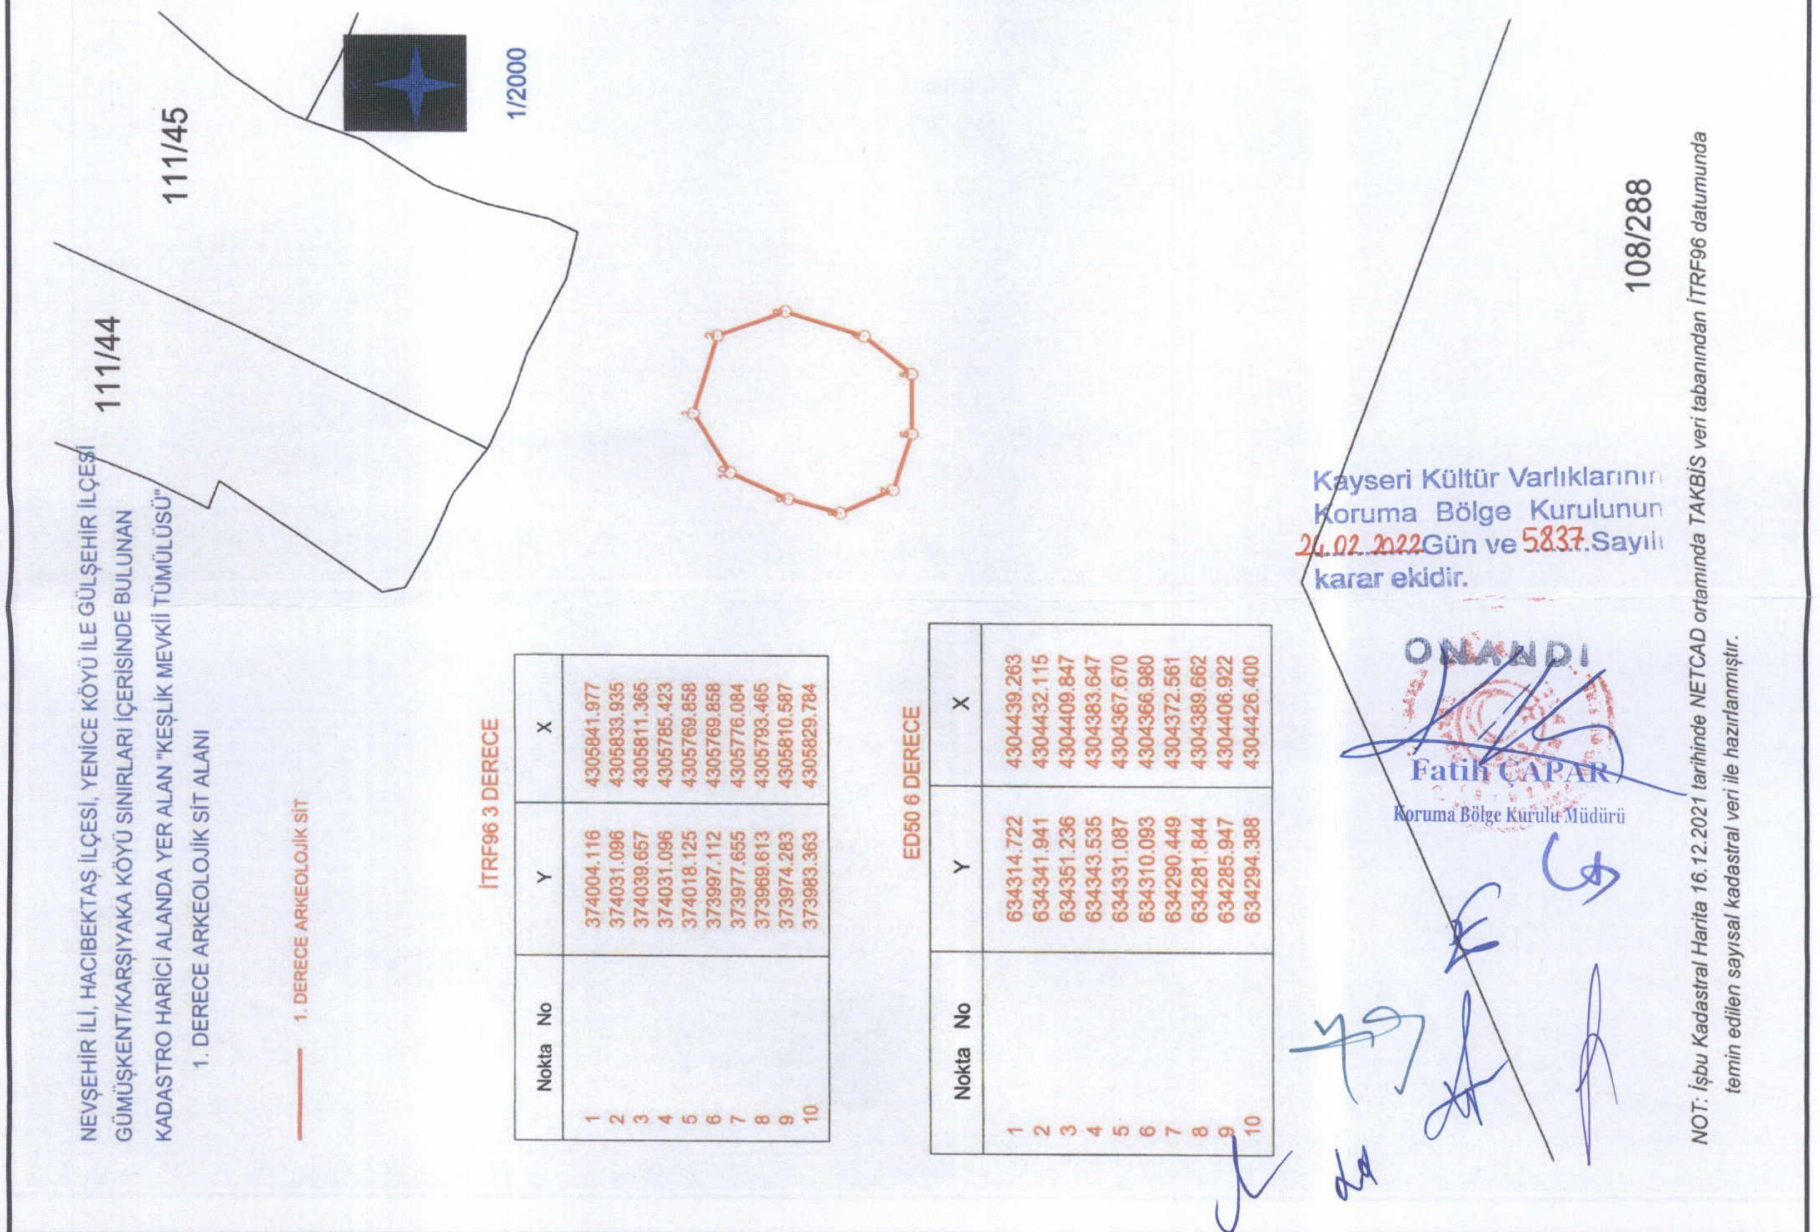 NEVŞEHİR İLİ, HACIBEKTAŞ İLÇESİ, YENİCE KÖYÜ İLE GÜLŞEHİR İLÇESİ
GÜMÜŞKENT/KARŞIYAKA KÖYÜ SINIRLARI İÇERİSİNDE BULUNAN
KADASTRO HARİCİ ALANDA YER ALAN "KEŞLİK MEVKİİ TÜMÜLÜSÜ"
1. DERECE ARKEOLOJİK SİT ALANI
111/44
111/45
1/2000
1. DERECE ARKEOLOJİK SİT
İTRF96 3 DERECE
Nokta No Y X
1 374004.116 4305841.977
2 374031.096 4305833.935
3 374039.657 4305811.365
4 374031.096 4305785.423
5 374018.125 4305769.858
6 373997.112 4305769.858
7 373977.655 4305776.084
8 373969.613 4305793.465
9 373974.283 4305810.587
10 373983.363 4305829.784
ED50 6 DERECE
Nokta No Y X
1 634314.722 4304439.263
2 634341.941 4304432.115
3 634351.236 4304409.847
4 634343.535 4304383.647
5 634331.087 4304367.670
6 634310.093 4304366.980
7 634290.449 4304372.561
8 634281.844 4304389.662
9 634285.947 4304406.922
10 634294.388 4304426.400
Kayseri Kültür Varlıklarının
Koruma Bölge Kurulunun
24.02.2022 Gün ve 5837.Sayılı
karar ekidir.
ONANDI
Fatih ÇAPAR
Koruma Bölge Kurulu Müdürü
108/288
NOT: İşbu Kadastral Harita 16.12.2021 tarihinde NETCAD ortamında TAKBİS veri tabanından İTRF96 datumunda
temin edilen sayısal kadastral veri ile hazırlanmıştır.